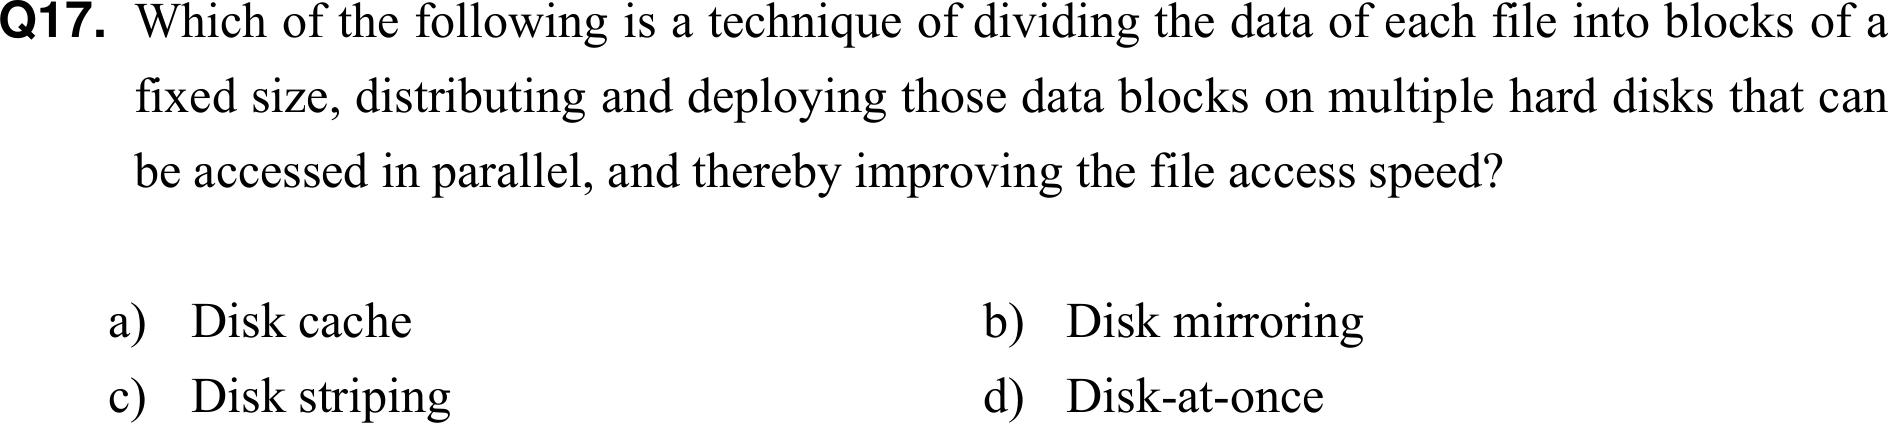 Q17. Which of the following is a technique of dividing the data of each file into blocks of a
fixed size, distributing and deploying those data blocks on multiple hard disks that can
be accessed in parallel, and thereby improving the file access speed?
a) Disk cache b) Disk mirroring
c) Disk striping d) Disk-at-once